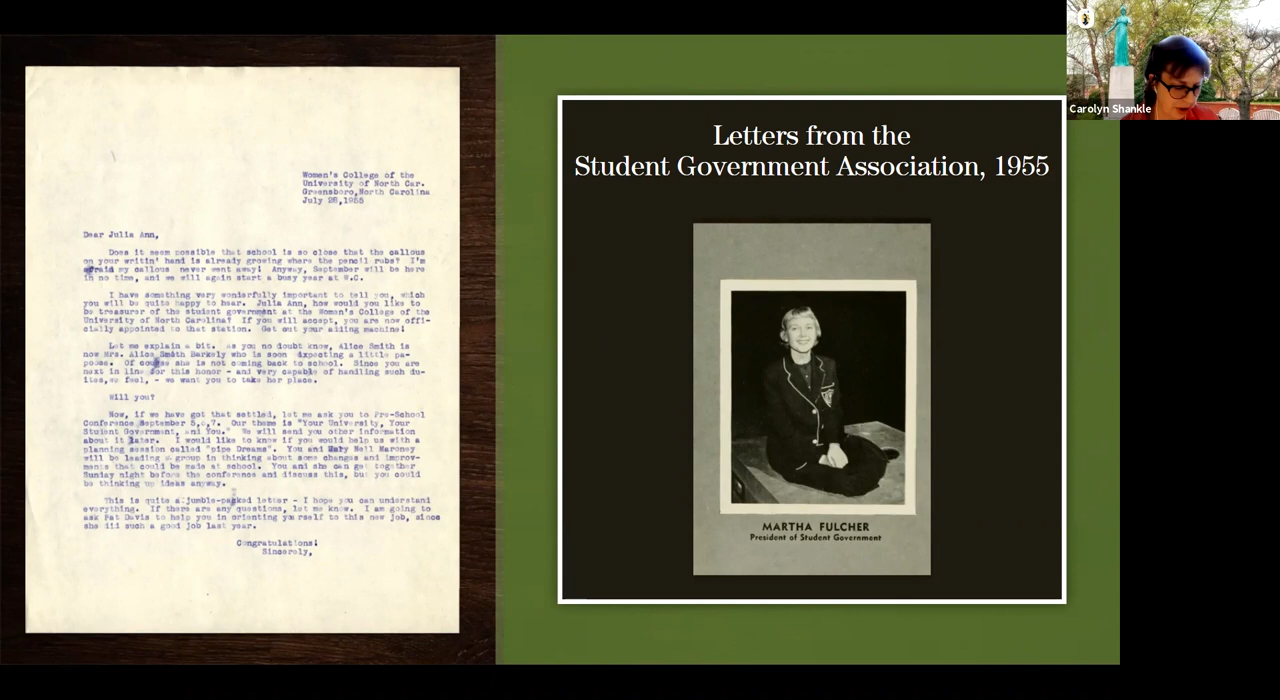 Women's College of the
University of North Car.
Greensboro,North Carolina
July 28,1955
Dear Julia Ann,
Does it seem possible that school is so close that the callous
on your writin' hand is already growing where the pencil rubs? I'm
afraid my callous never went away! Anyway, September will be here
in no time, and we will again start a busy year at W.C.
I have something very wonderfully important to tell you, which
you will be quite happy to hear. Julia Ann, how would you like to
be treasurer of the student government at the Women's College of the
University of North Carolina? If you will accept, you are now offi-
cially appointed to that station. Get out your adding machine!
Let me explain a bit. As you no doubt know, Alice Smith is
now Mrs. Alice Smith Barkely who is soon expecting a little pa-
poose. Of course she is not coming back to school. Since you are
next in line for this honor - and very capable of handling such du-
ites,we feel, - we want you to take her place.
Will you?
Now, if we have got that settled, let me ask you to Pre-School
Conference September 5,6,7. Our theme is "Your University, Your
Student Government, and You." We will send you other information
about it later. I would like to know if you would help us with a
planning session called "pipe Dreams". You and Mary Nell Maroney
will be leading a group in thinking about some changes and improv-
ments that could be made at school. You and she can get together
Sunday night before the conference and discuss this, but you could
be thinking up ideas anyway.
This is quite a jumble-packed letter - I hope you can understand
everything. If there are any questions, let me know. I am going to
ask Pat Davis to help you in orienting yourself to this new job, since
she did such a good job last year.
Congratulations!
Sincerely,
Letters from the
Student Government Association, 1955
MARTHA FULCHER
President of Student Government
Carolyn Shankle